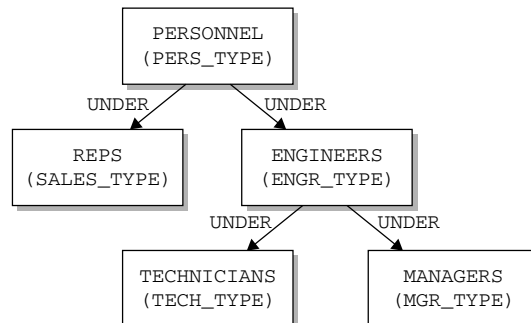 PERSONNEL
(PERS_TYPE)
UNDER
UNDER
REPS
(SALES_TYPE)
ENGINEERS
(ENGR_TYPE)
UNDER
UNDER
TECHNICIANS
(TECH_TYPE)
MANAGERS
(MGR_TYPE)